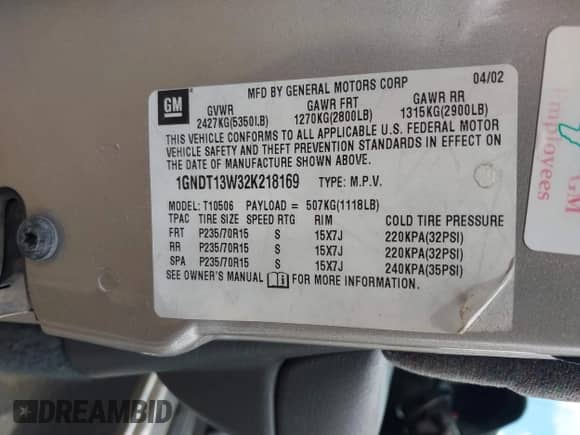 GM
MFD BY GENERAL MOTORS CORP 04/02
GVWR GAWR FRT GAWR RR
2427KG(5350LB) 1270KG(2800LB) 1315KG(2900LB)
THIS VEHICLE CONFORMS TO ALL APPLICABLE U.S. FEDERAL MOTOR
VEHICLE SAFETY AND THEFT PREVENTION STANDARDS IN EFFECT ON
THE DATE OF MANUFACTURE SHOWN ABOVE.
1GNDT13W32K218169 TYPE: M.P.V.
MODEL: T10506 PAYLOAD = 507KG(1118LB)
TPAC TIRE SIZE SPEED RTG RIM COLD TIRE PRESSURE
FRT P235/70R15 S 15X7J 220KPA(32PSI)
RR P235/70R15 S 15X7J 220KPA(32PSI)
SPA P235/70R15 S 15X7J 240KPA(35PSI)
SEE OWNER'S MANUAL FOR MORE INFORMATION.
GM
Employees
DREAMBID